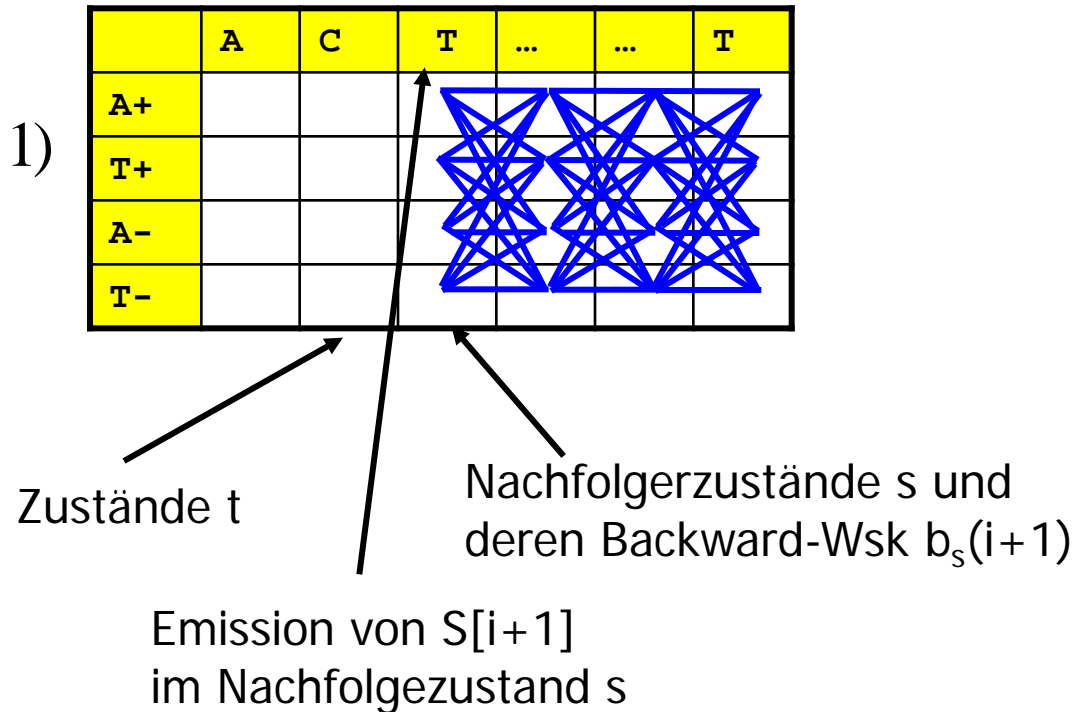 A C T ... ... T
A+
1)
T+
A-
T-
Zustände t
Nachfolgerzustände s und
deren Backward-Wsk bs(i+1)
Emission von S[i+1]
im Nachfolgezustand s